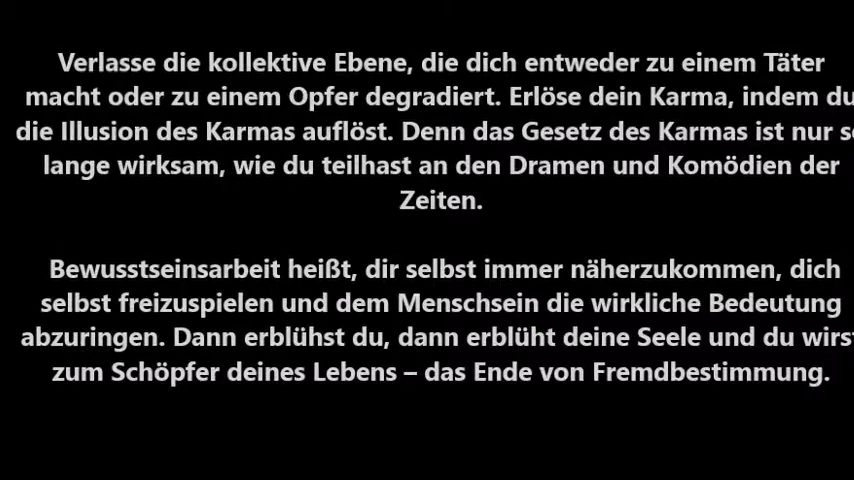 Verlasse die kollektive Ebene, die dich entweder zu einem Täter
macht oder zu einem Opfer degradiert. Erlöse dein Karma, indem du
die Illusion des Karmas auflöst. Denn das Gesetz des Karmas ist nur so
lange wirksam, wie du teilhast an den Dramen und Komödien der
Zeiten.
Bewusstseinsarbeit heißt, dir selbst immer näherzukommen, dich
selbst freizuspielen und dem Menschsein die wirkliche Bedeutung
abzuringen. Dann erblühst du, dann erblüht deine Seele und du wirst
zum Schöpfer deines Lebens – das Ende von Fremdbestimmung.